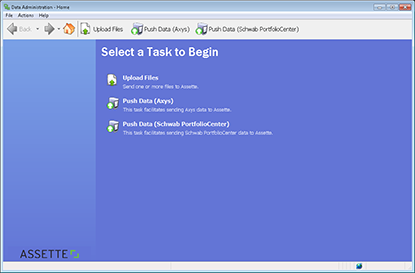 Data Administration - Home
File Actions Help
Back Upload Files Push Data (Axys) Push Data (Schwab PortfolioCenter)
Select a Task to Begin
Upload Files
Send one or more files to Assette.
Push Data (Axys)
This task facilitates sending Axys data to Assette.
Push Data (Schwab PortfolioCenter)
This task facilitates sending Schwab PortfolioCenter data to Assette.
ASSETTE